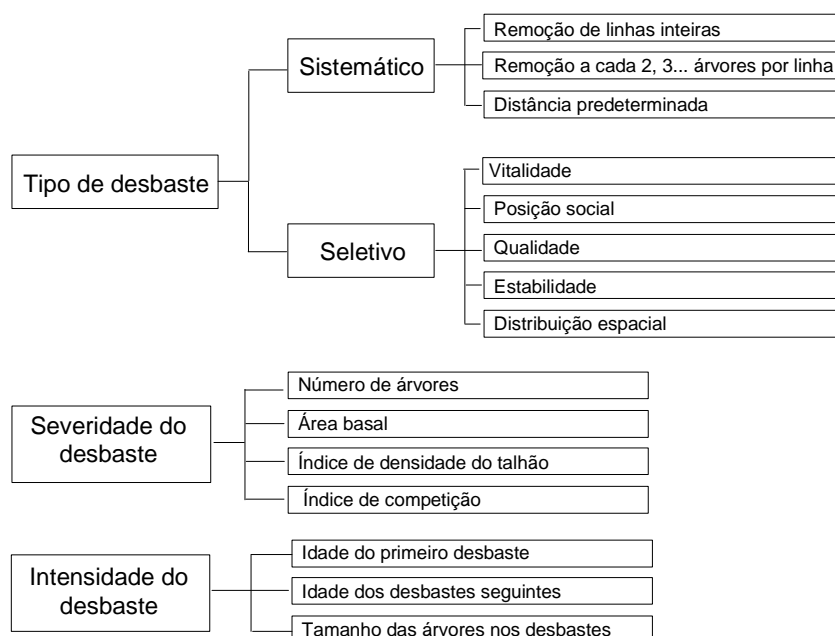 Tipo de desbaste
Sistemático
Remoção de linhas inteiras
Remoção a cada 2, 3... árvores por linha
Distância predeterminada
Seletivo
Vitalidade
Posição social
Qualidade
Estabilidade
Distribuição espacial
Severidade do
desbaste
Número de árvores
Área basal
Índice de densidade do talhão
Índice de competição
Intensidade do
desbaste
Idade do primeiro desbaste
Idade dos desbastes seguintes
Tamanho das árvores nos desbastes